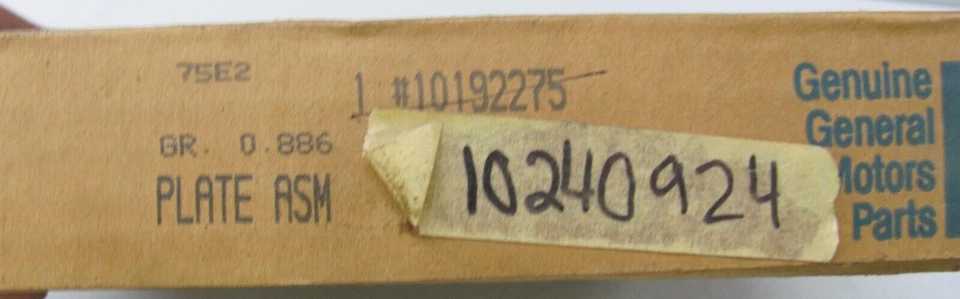 75E2
1 #10192275
GR. 0.886
PLATE ASM
10240924
Genuine
General
Motors
Parts